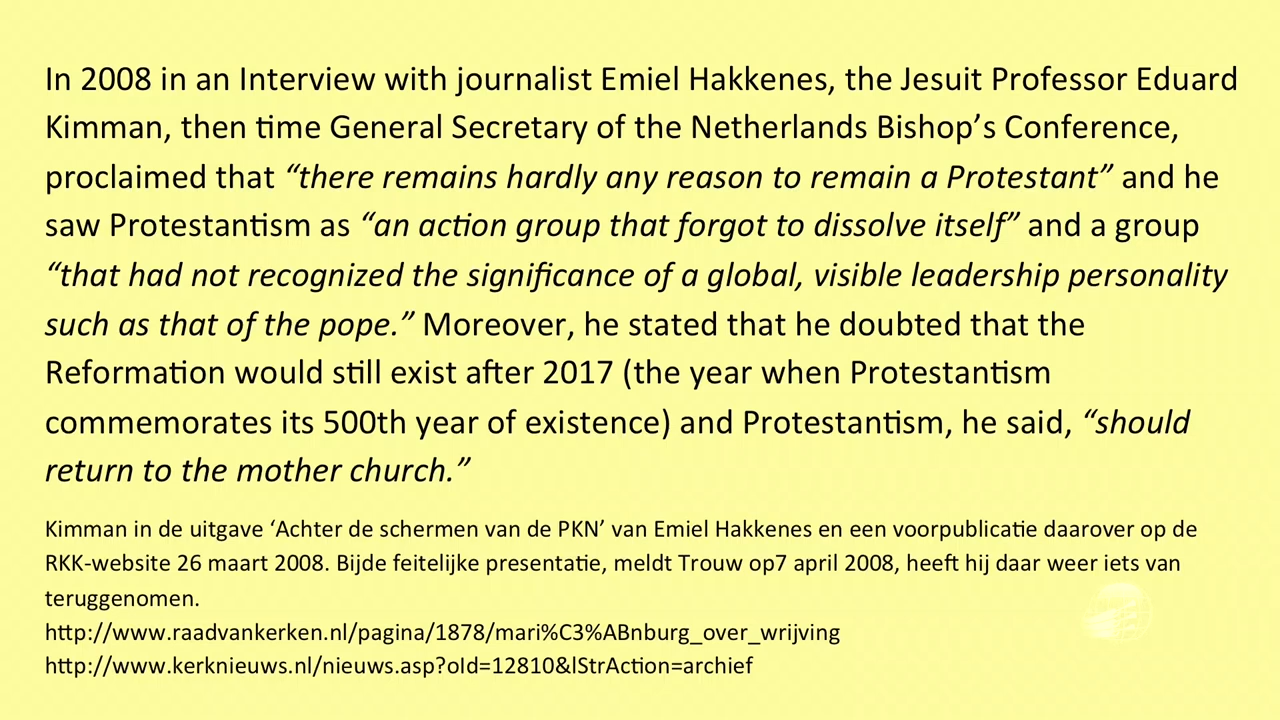 In 2008 in an Interview with journalist Emiel Hakkenes, the Jesuit Professor Eduard
Kimman, then time General Secretary of the Netherlands Bishop’s Conference,
proclaimed that “there remains hardly any reason to remain a Protestant” and he
saw Protestantism as “an action group that forgot to dissolve itself” and a group
“that had not recognized the significance of a global, visible leadership personality
such as that of the pope.” Moreover, he stated that he doubted that the
Reformation would still exist after 2017 (the year when Protestantism
commemorates its 500th year of existence) and Protestantism, he said, “should
return to the mother church.”
Kimman in de uitgave ‘Achter de schermen van de PKN’ van Emiel Hakkenes en een voorpublicatie daarover op de
RKK-website 26 maart 2008. Bijde feitelijke presentatie, meldt Trouw op7 april 2008, heeft hij daar weer iets van
teruggenomen.
http://www.raadvankerken.nl/pagina/1878/mari%C3%ABnburg_over_wrijving
http://www.kerknieuws.nl/nieuws.asp?oId=12810&lStrAction=archief